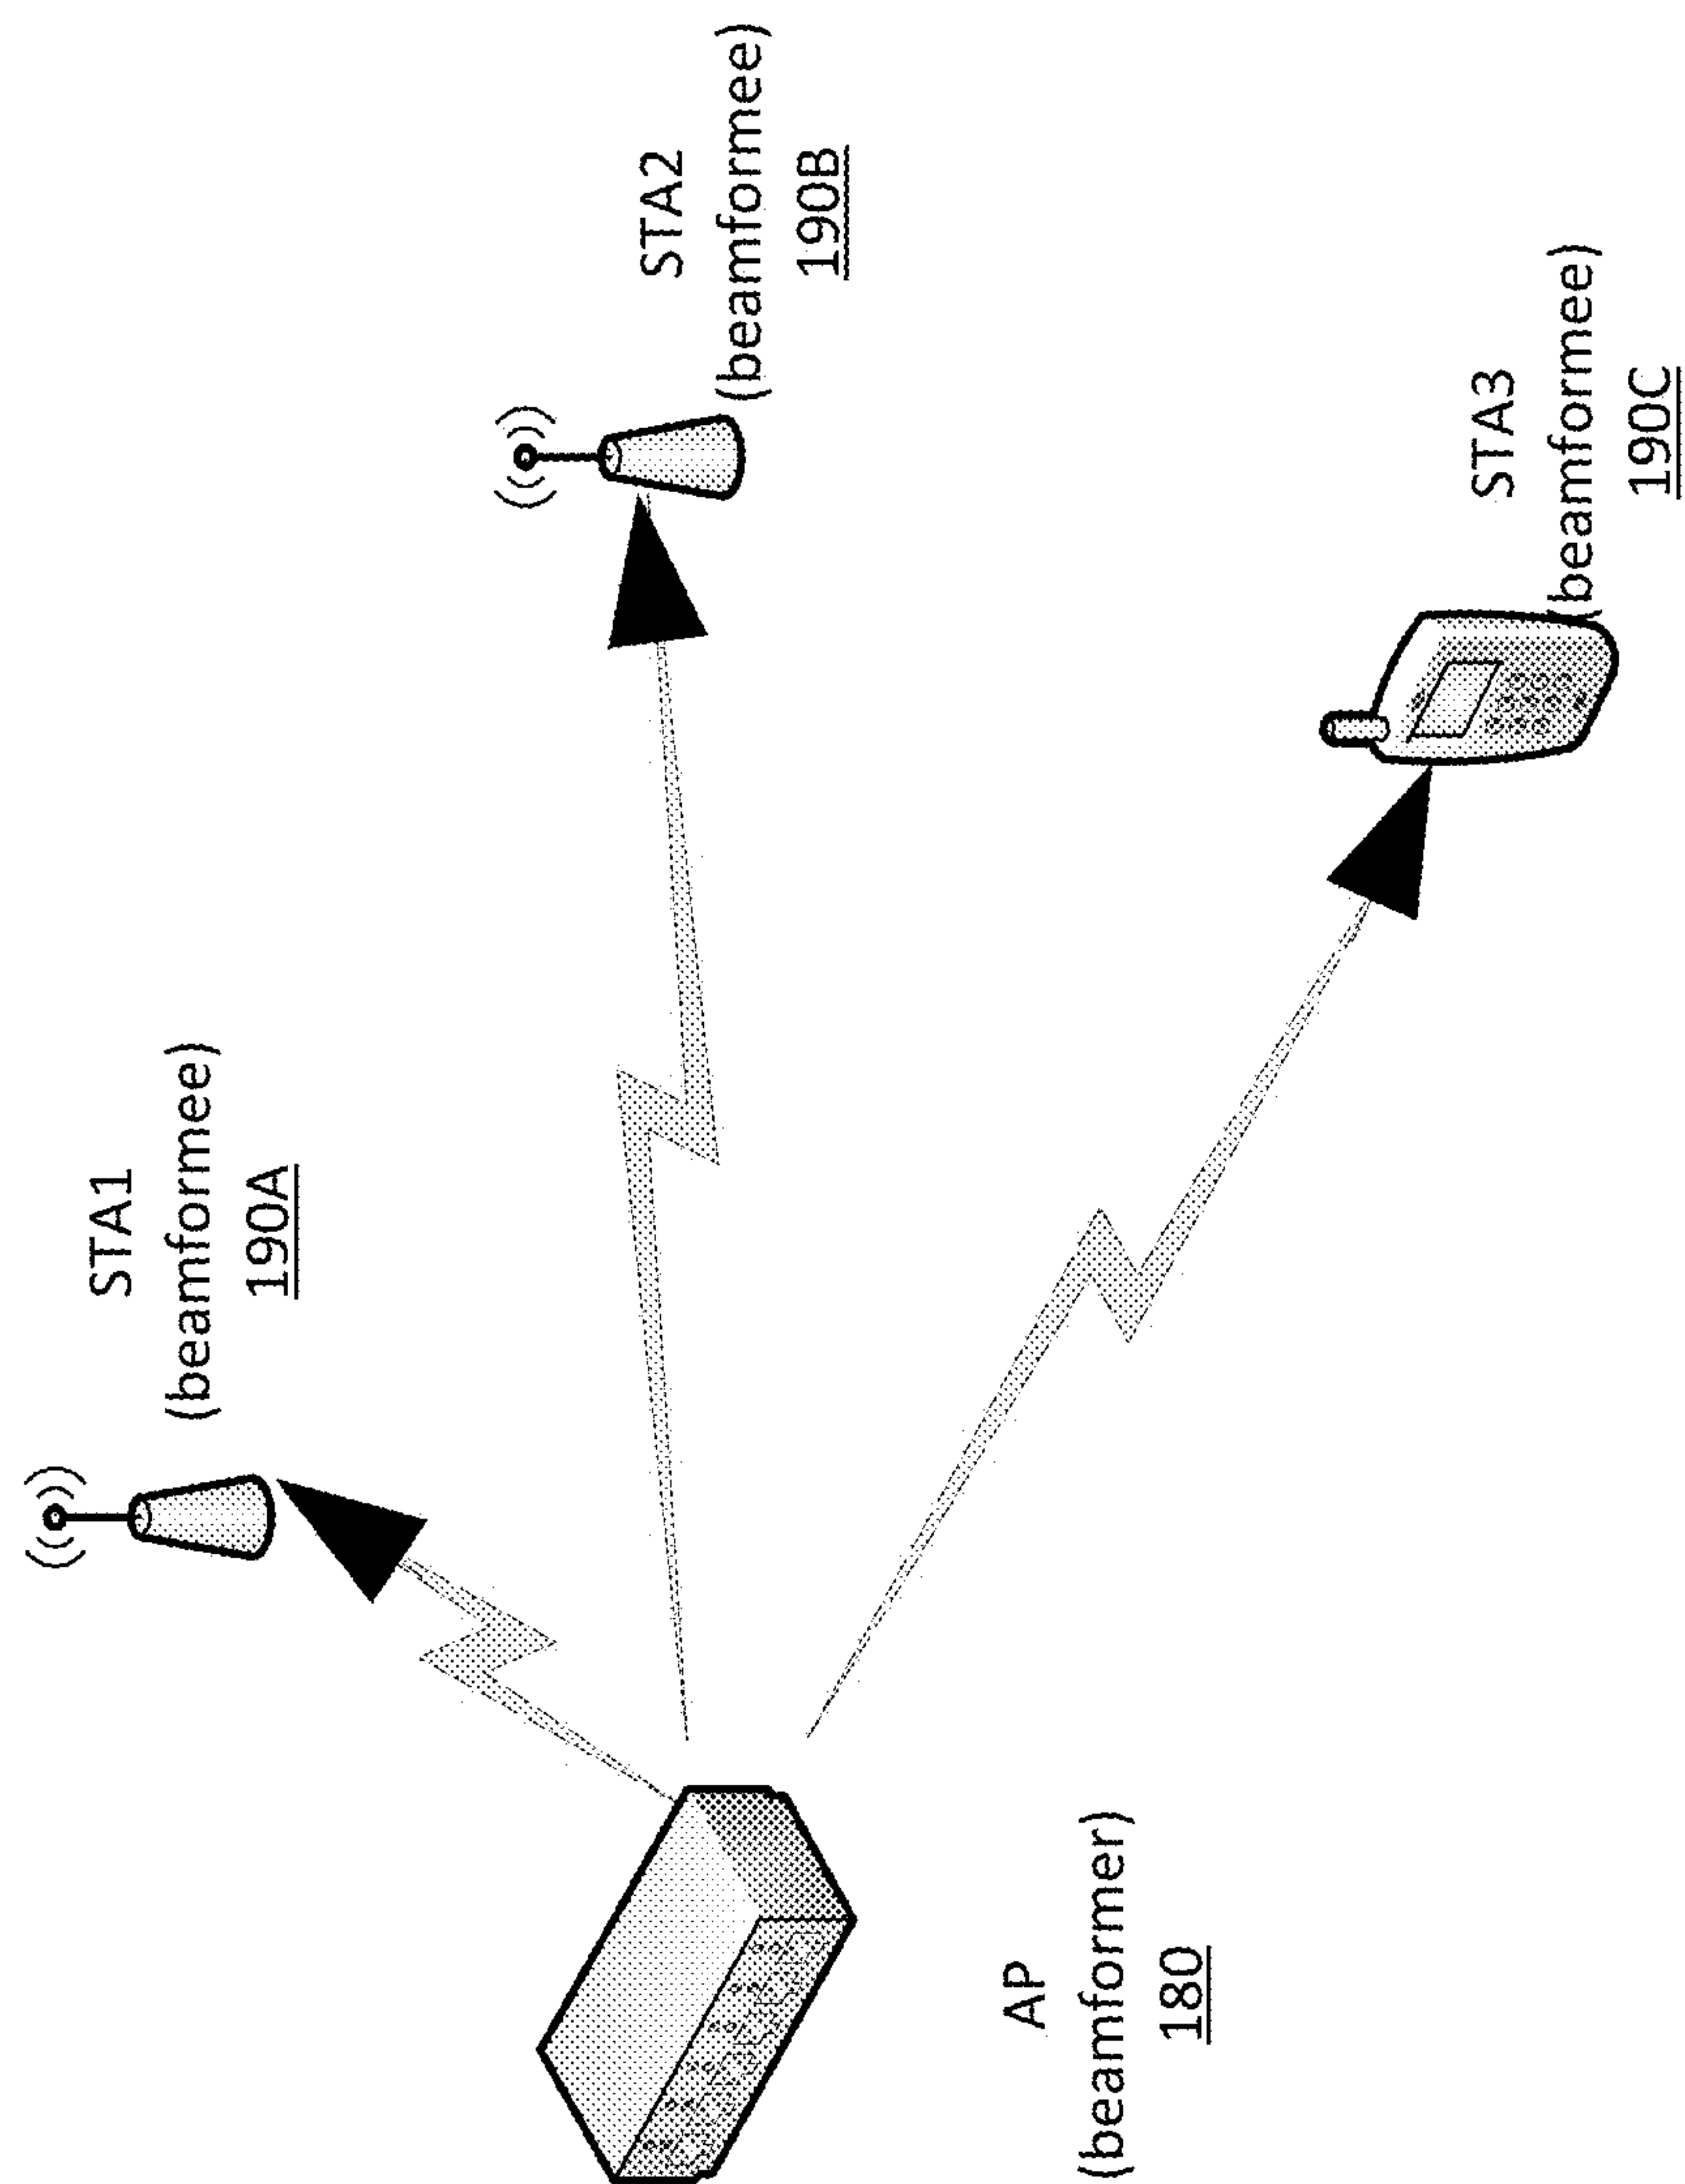 STA1
(beamformee)
190A
STA2
(beamformee)
190B
AP
(beamformer)
180
STA3
(beamformee)
190C